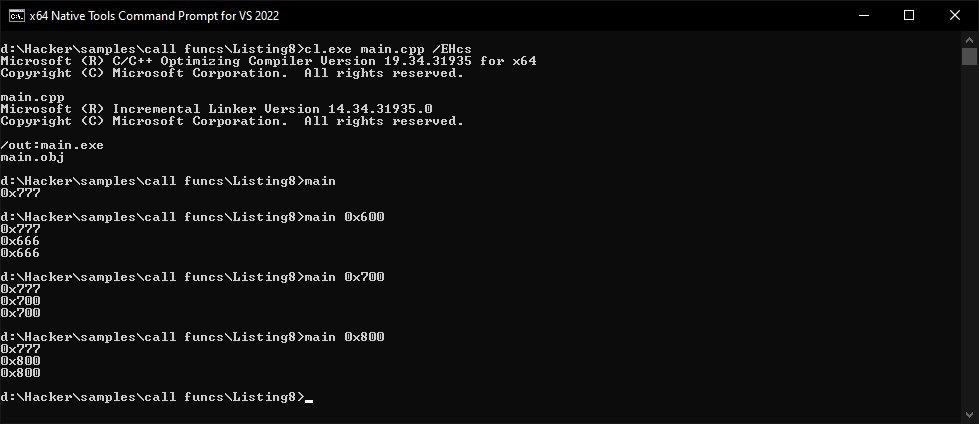 x64 Native Tools Command Prompt for VS 2022
d:\Hacker\samples\call funcs\Listing8>cl.exe main.cpp /EHcs
Microsoft (R) C/C++ Optimizing Compiler Version 19.34.31935 for x64
Copyright (C) Microsoft Corporation.  All rights reserved.
main.cpp
Microsoft (R) Incremental Linker Version 14.34.31935.0
Copyright (C) Microsoft Corporation.  All rights reserved.
/out:main.exe
main.obj
d:\Hacker\samples\call funcs\Listing8>main
0x777
d:\Hacker\samples\call funcs\Listing8>main 0x600
0x777
0x666
0x666
d:\Hacker\samples\call funcs\Listing8>main 0x700
0x777
0x700
0x700
d:\Hacker\samples\call funcs\Listing8>main 0x800
0x777
0x800
0x800
d:\Hacker\samples\call funcs\Listing8>